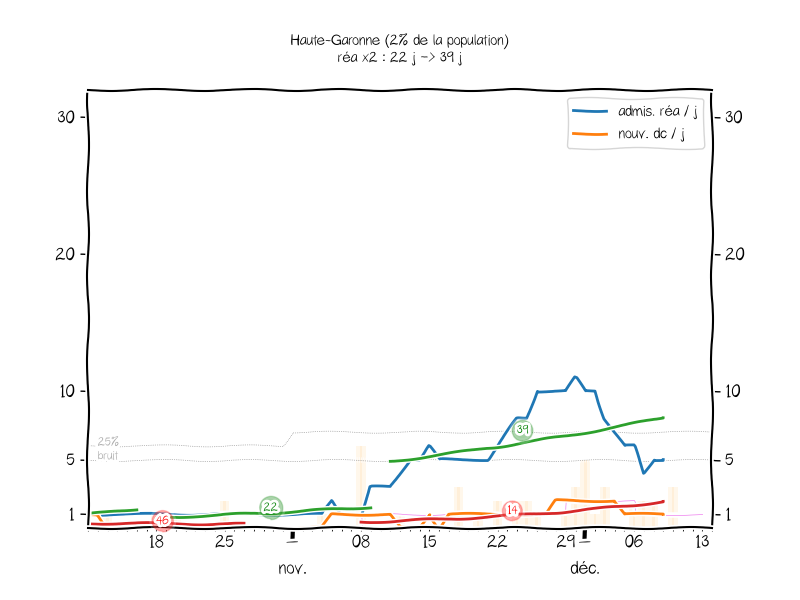 Haute-Garonne (2% de la population)
réa x2 : 22 j -> 39 j
admis. réa / j
nouv. dc / j
30 30
20 20
10 10
25%
bruit
5 5
1 1
46 22 14 39
18 25 1 08 15 22 29 1 06 13
nov. déc.